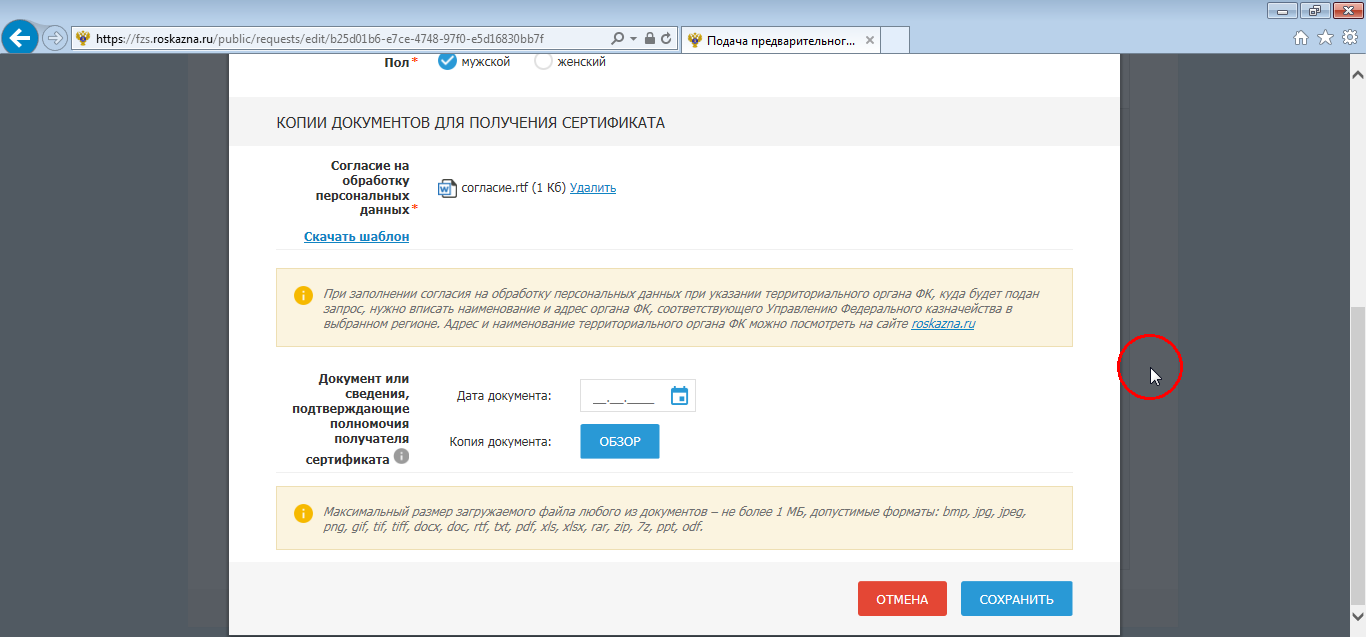 https://fzs.roskazna.ru/public/requests/edit/b25d01b6-e7ce-4748-97f0-e5d16830bb7f
Подача предварительног...
Пол* мужской женский
КОПИИ ДОКУМЕНТОВ ДЛЯ ПОЛУЧЕНИЯ СЕРТИФИКАТА
Согласие на
обработку
персональных
данных*
согласие.rtf (1 Кб) Удалить
Скачать шаблон
При заполнении согласия на обработку персональных данных при указании территориального органа ФК, куда будет подан
запрос, нужно вписать наименование и адрес органа ФК, соответствующего Управлению Федерального казначейства в
выбранном регионе. Адрес и наименование территориального органа ФК можно посмотреть на сайте roskazna.ru
Документ или
сведения,
подтверждающие
полномочия
получателя
сертификата
Дата документа: __.__.____
Копия документа: ОБЗОР
Максимальный размер загружаемого файла любого из документов – не более 1 МБ, допустимые форматы: bmp, jpg, jpeg,
png, gif, tif, tiff, docx, doc, rtf, txt, pdf, xls, xlsx, rar, zip, 7z, ppt, odf.
ОТМЕНА СОХРАНИТЬ